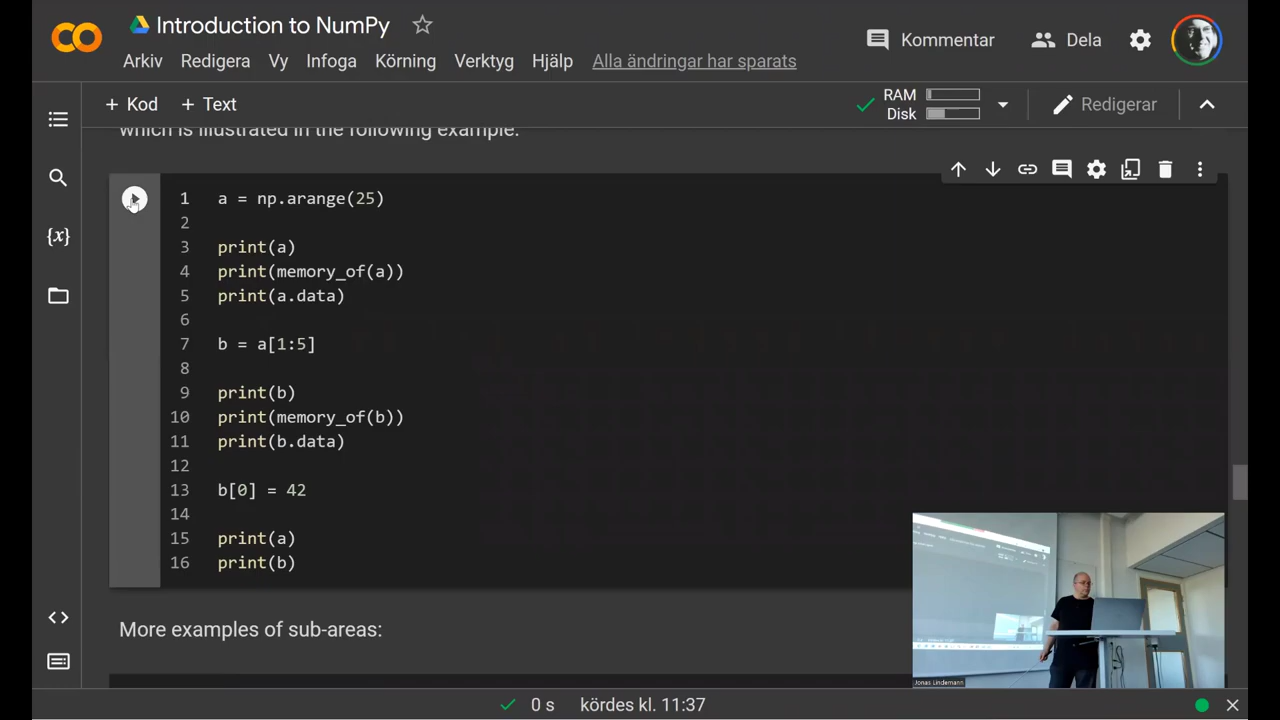 Introduction to NumPy
Kommentar
Dela
Arkiv Redigera Vy Infoga Körning Verktyg Hjälp Alla ändringar har sparats
+ Kod + Text
RAM
Disk
Redigerar
which is illustrated in the following example:
{x}
1 a = np.arange(25)
2
3 print(a)
4 print(memory_of(a))
5 print(a.data)
6
7 b = a[1:5]
8
9 print(b)
10 print(memory_of(b))
11 print(b.data)
12
13 b[0] = 42
14
15 print(a)
16 print(b)
More examples of sub-areas:
Jonas Lindemann
0 s kördes kl. 11:37